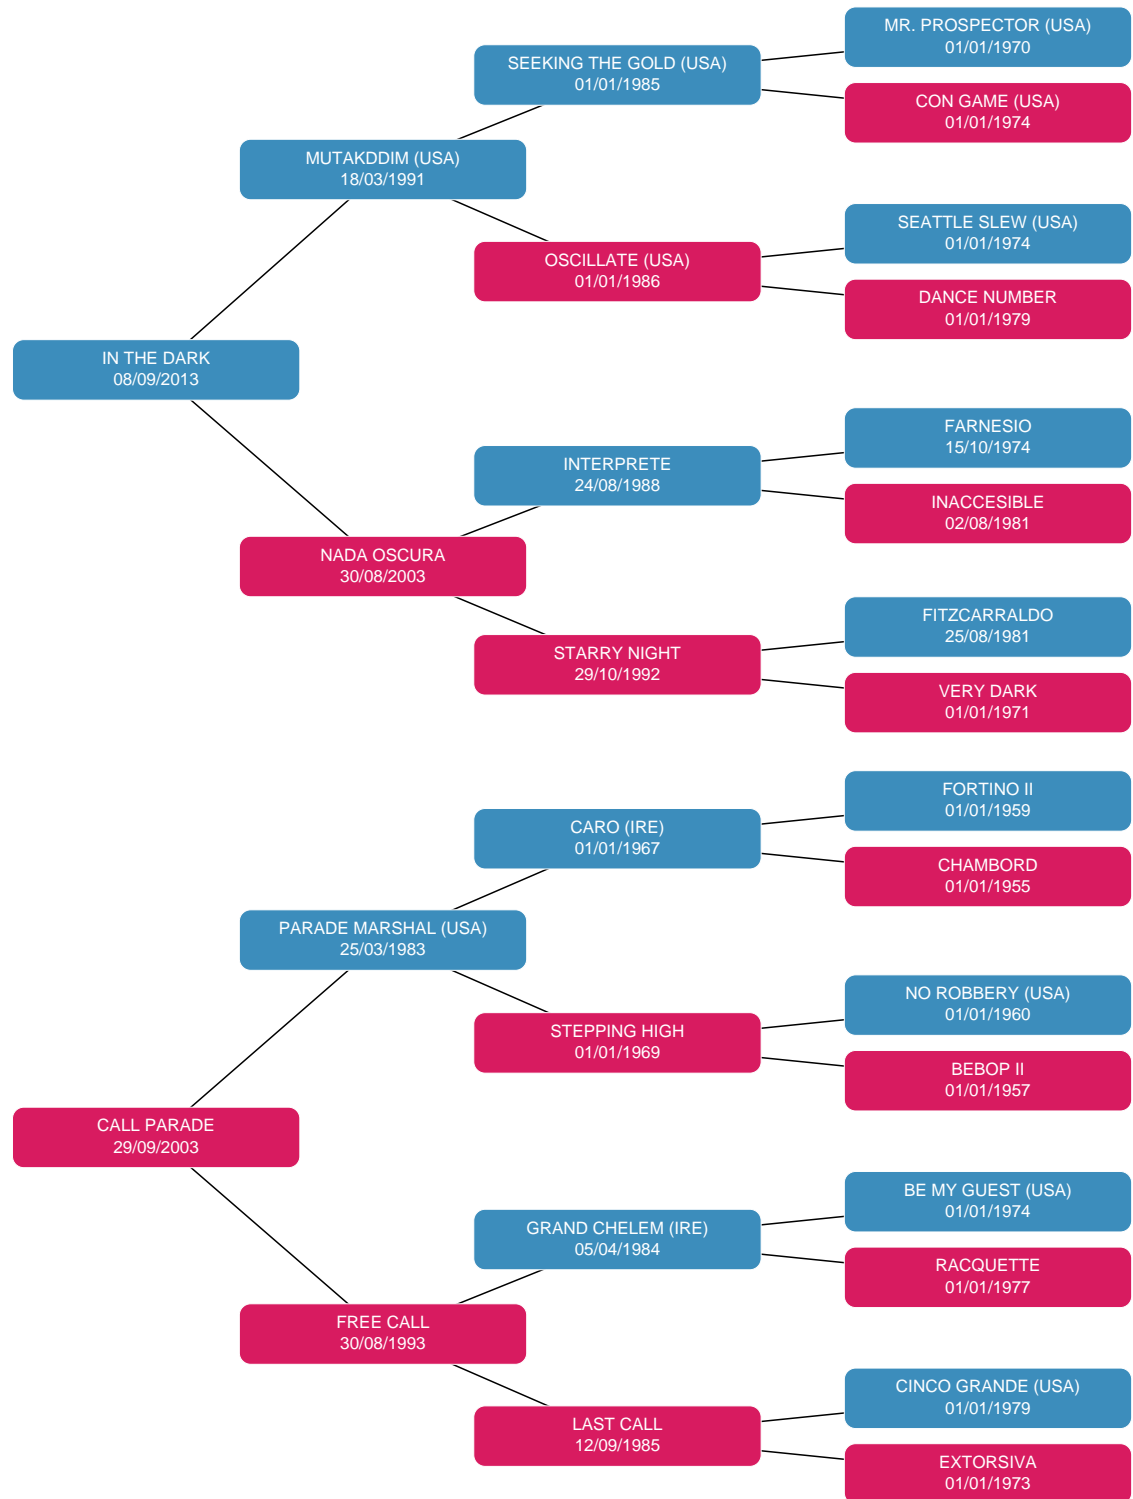 MR. PROSPECTOR (USA)
01/01/1970
SEEKING THE GOLD (USA)
01/01/1985
CON GAME (USA)
01/01/1974
MUTAKDDIM (USA)
18/03/1991
SEATTLE SLEW (USA)
01/01/1974
OSCILLATE (USA)
01/01/1986
DANCE NUMBER
01/01/1979
IN THE DARK
08/09/2013
FARNESIO
15/10/1974
INTERPRETE
24/08/1988
INACCESIBLE
02/08/1981
NADA OSCURA
30/08/2003
FITZCARRALDO
25/08/1981
STARRY NIGHT
29/10/1992
VERY DARK
01/01/1971
FORTINO II
01/01/1959
CARO (IRE)
01/01/1967
CHAMBORD
01/01/1955
PARADE MARSHAL (USA)
25/03/1983
NO ROBBERY (USA)
01/01/1960
STEPPING HIGH
01/01/1969
BEBOP II
01/01/1957
CALL PARADE
29/09/2003
BE MY GUEST (USA)
01/01/1974
GRAND CHELEM (IRE)
05/04/1984
RACQUETTE
01/01/1977
FREE CALL
30/08/1993
CINCO GRANDE (USA)
01/01/1979
LAST CALL
12/09/1985
EXTORSIVA
01/01/1973